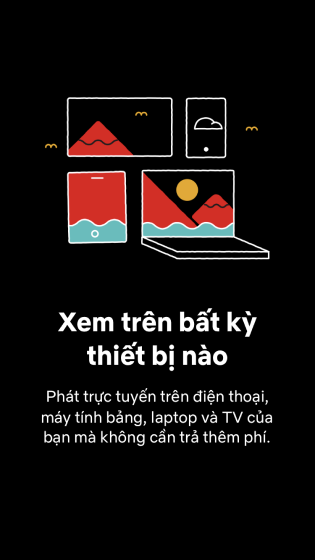 Xem trên bất kỳ
thiết bị nào
Phát trực tuyến trên điện thoại,
máy tính bảng, laptop và TV của
bạn mà không cần trả thêm phí.